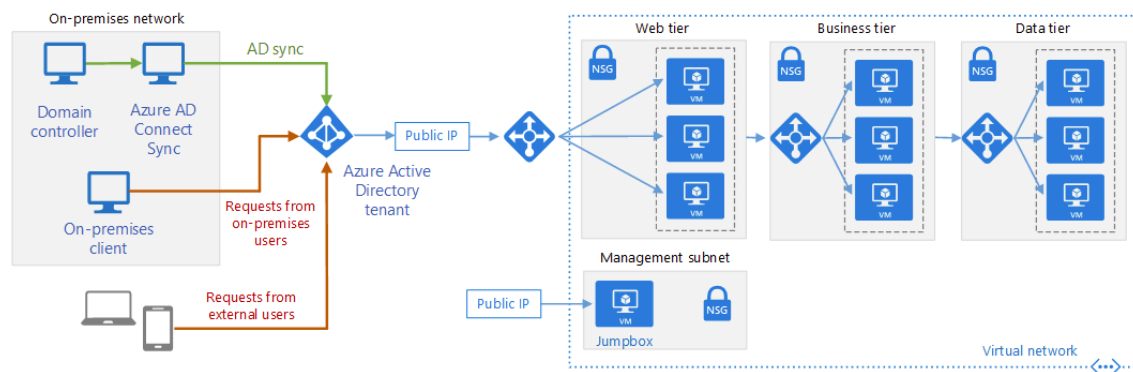 On-premises network
AD sync
Domain
controller
Azure AD
Connect
Sync
On-premises
client
Requests from
on-premises
users
Requests from
external users
Azure Active
Directory
tenant
Public IP
Web tier
NSG
VM
VM
VM
Business tier
NSG
VM
VM
VM
Data tier
NSG
VM
VM
VM
Management subnet
Public IP
VM
Jumpbox
NSG
Virtual network